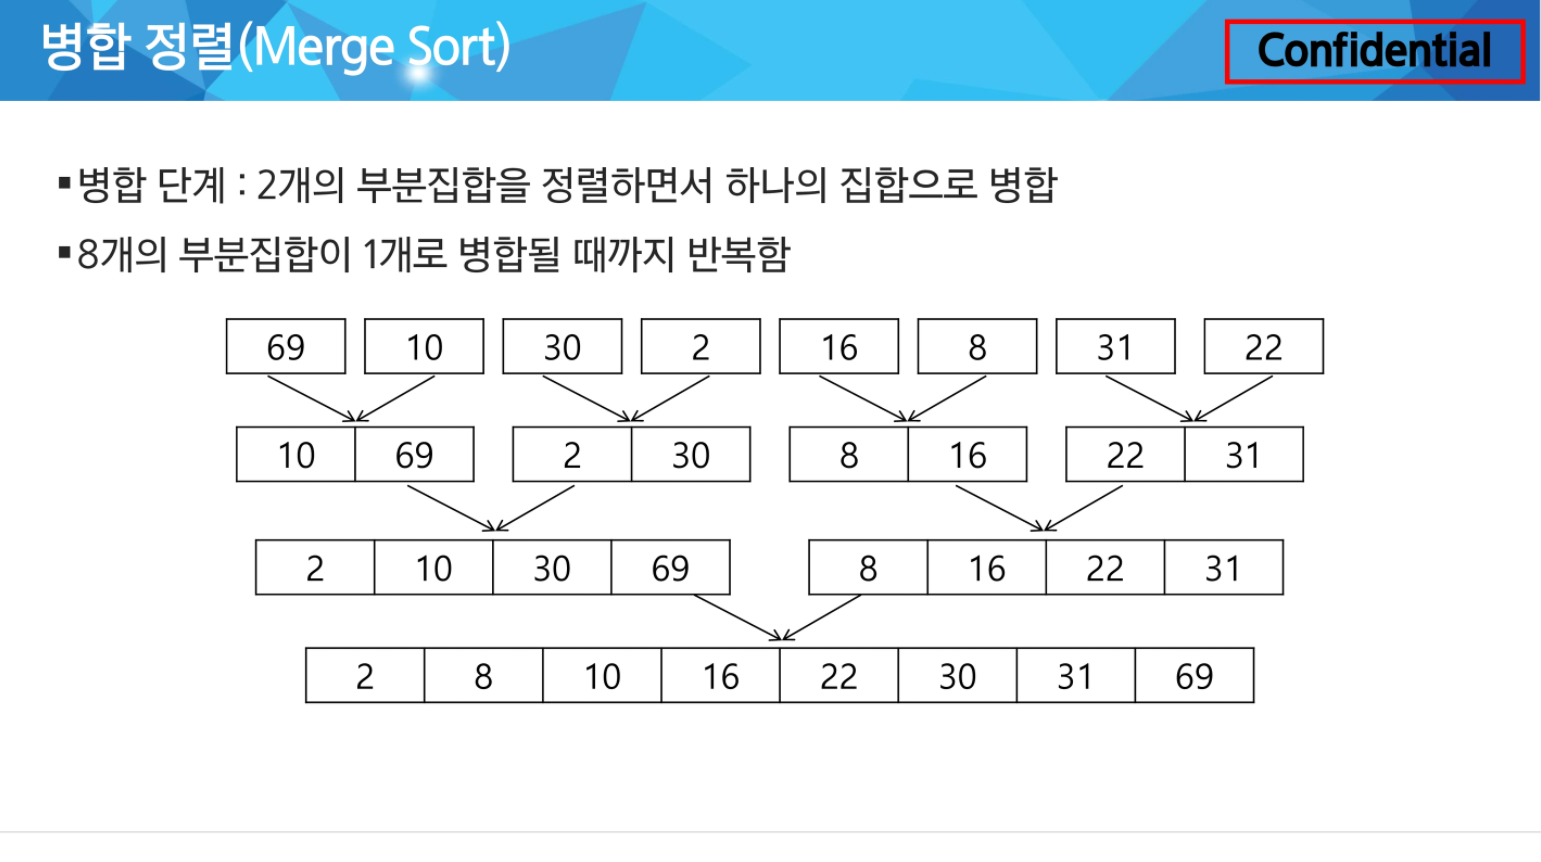 병합 정렬(Merge Sort)
Confidential
▪병합 단계 : 2개의 부분집합을 정렬하면서 하나의 집합으로 병합
▪8개의 부분집합이 1개로 병합될 때까지 반복함
69 10 30 2 16 8 31 22
10 69 2 30 8 16 22 31
2 10 30 69 8 16 22 31
2 8 10 16 22 30 31 69